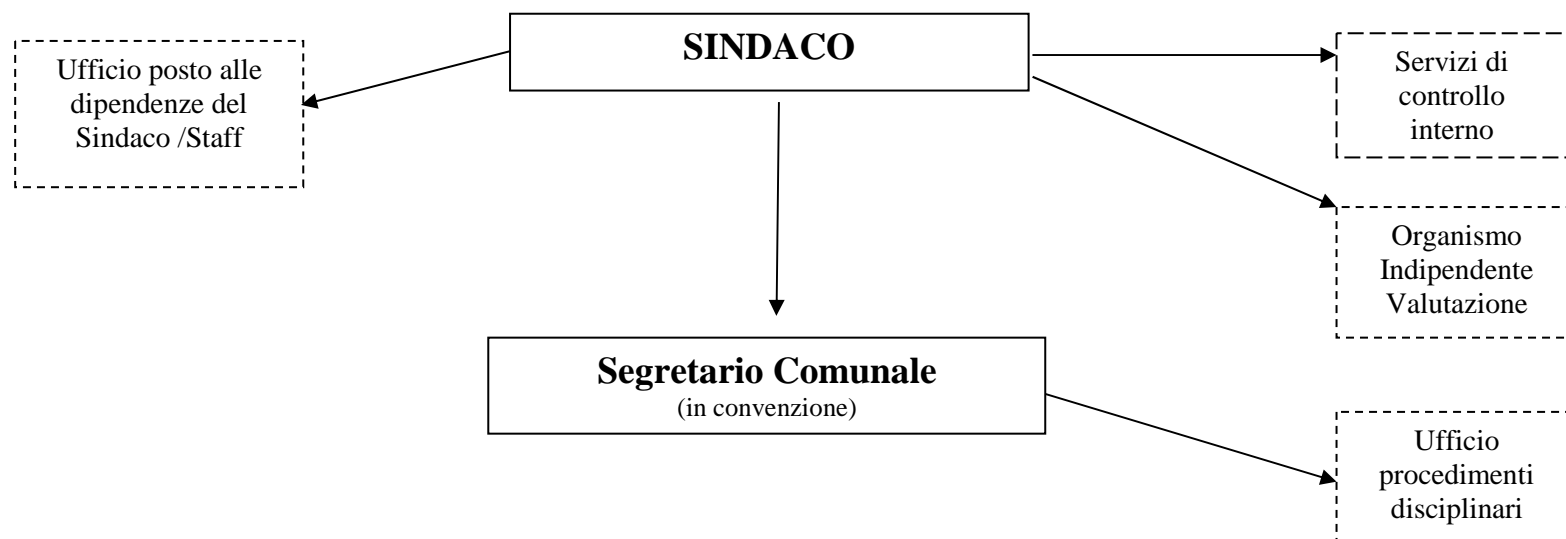 SINDACO
Ufficio posto alle
dipendenze del
Sindaco /Staff
Servizi di
controllo
interno
Organismo
Indipendente
Valutazione
Segretario Comunale
(in convenzione)
Ufficio
procedimenti
disciplinari